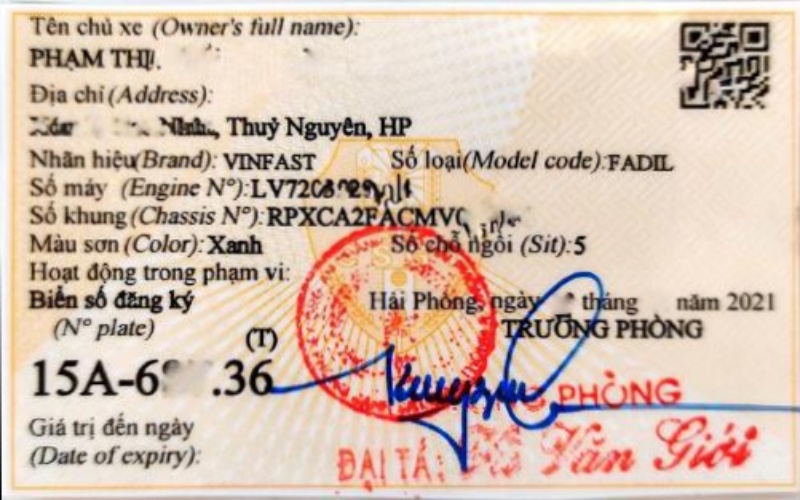 Tên chủ xe (Owner's full name):
PHẠM THỊ
Địa chỉ (Address):
Thuỷ Nguyên, HP
Nhãn hiệu(Brand): VINFAST Số loại(Model code):FADIL
Số máy (Engine N°):
Số khung (Chassis N°):
Màu sơn (Color): Xanh Số chỗ ngồi (Sit):5
Hoạt động trong phạm vi:
Biển số đăng ký Hải Phòng, ngày tháng năm 2021
(N° plate) TRƯỞNG PHÒNG
(T)
15A-6 .36
PHÒNG
Giá trị đến ngày
(Date of expiry):
ĐẠI TÁ: Văn Giới